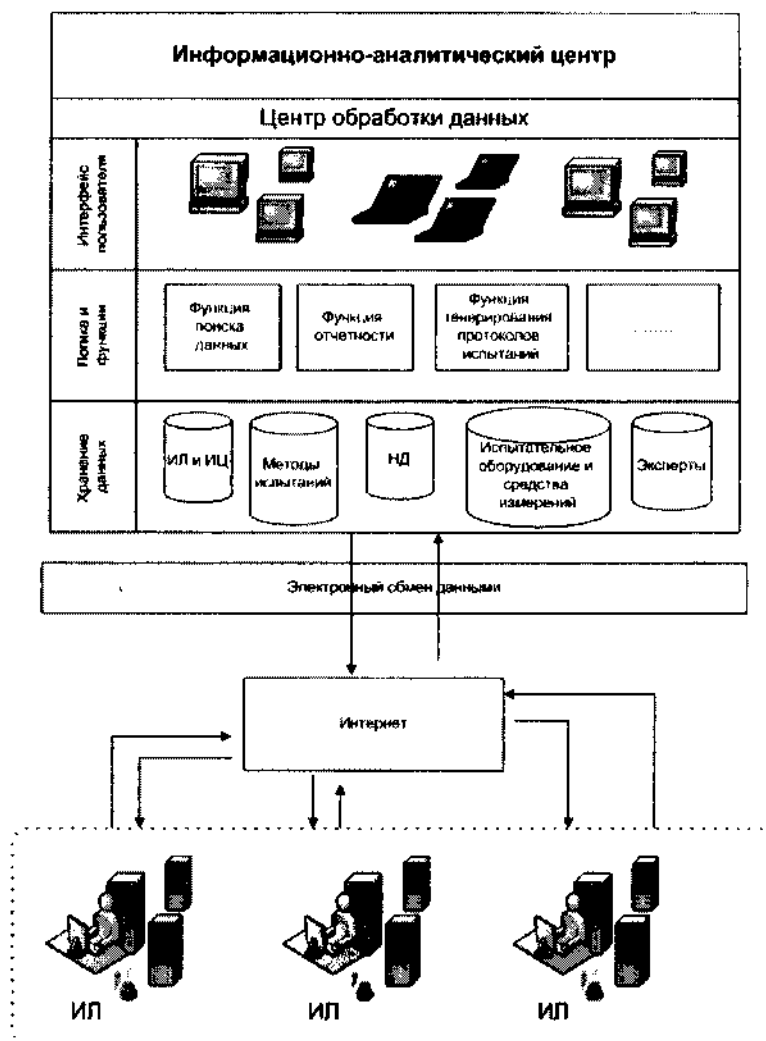 Информационно-аналитический центр
Центр обработки данных
Интерфейс
пользователя
Логика и
функции
Функция
поиска
данных
Функция
отчетности
Функция
генерирования
протоколов
испытаний
........
Хранение
данных
ИЛ и ИЦ
Методы
испытаний
НД
Испытательное
оборудование и
средства
измерений
Эксперты
Электронный обмен данными
Интернет
ИЛ
ИЛ
ИЛ